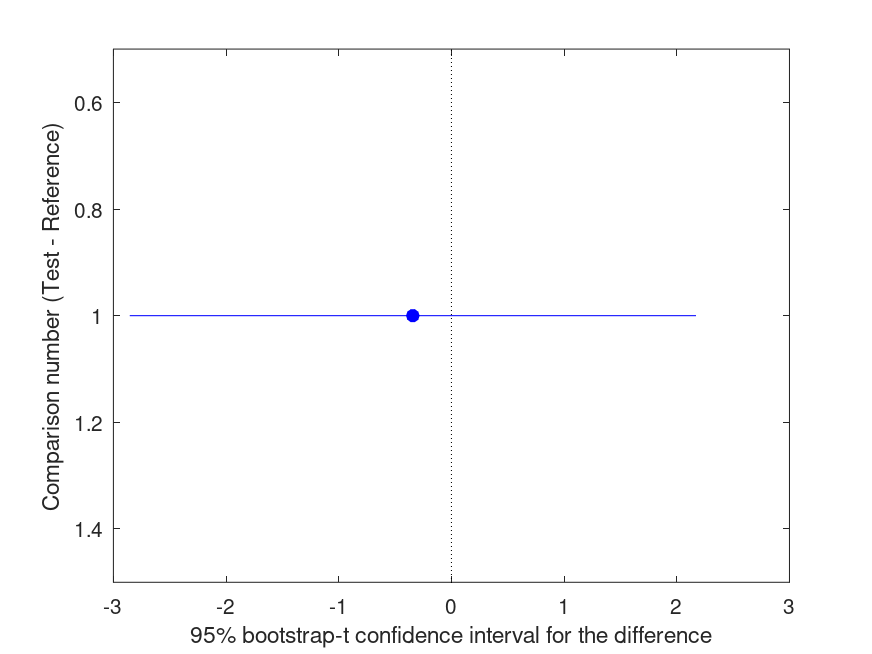 Comparison number (Test - Reference)
0.6
0.8
1
1.2
1.4
-3 -2 -1 0 1 2 3
95% bootstrap-t confidence interval for the difference